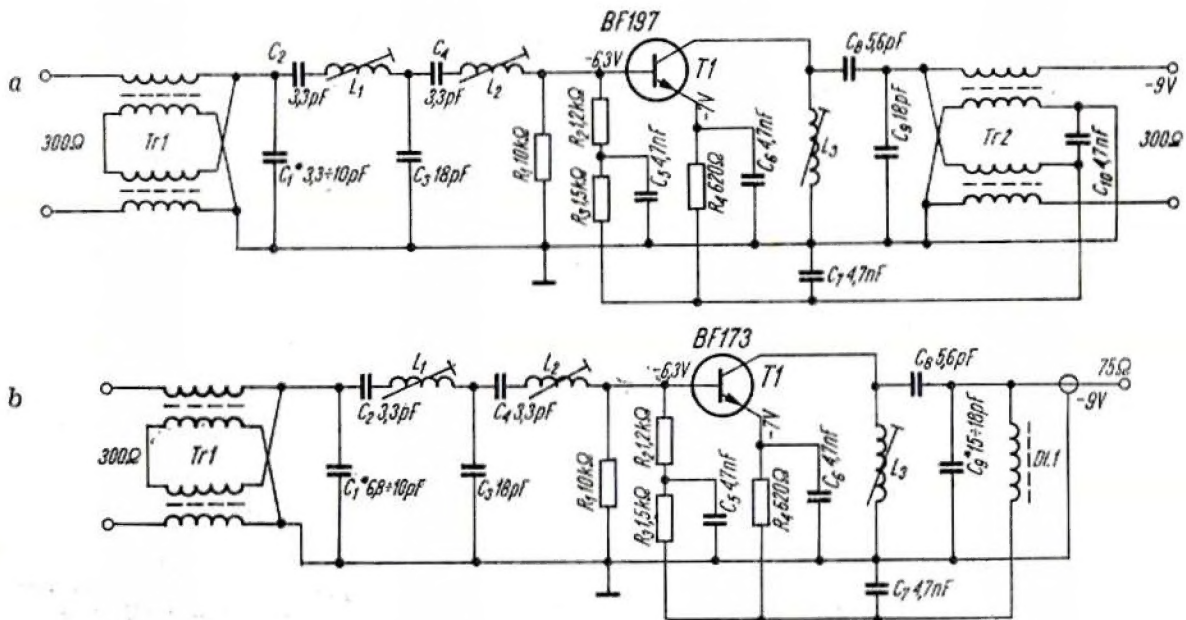 a
BF197
T1
-6,3V
-7V
300Ω
Tr1
C₁* 3,3÷10pF
C₂
3,3pF
L₁
C₃ 18pF
C₄
3,3pF
L₂
R₁ 10kΩ
R₂ 1,2kΩ
R₃ 1,5kΩ
C₅ 4,7nF
R₄ 620Ω
C₆ 4,7nF
L₃
C₇ 4,7nF
C₈ 5,6pF
C₉ 18pF
Tr2
C₁₀ 4,7nF
-9V
300Ω
b
BF173
T1
-6,3V
-7V
300Ω
Tr1
C₁* 6,8÷10pF
C₂ 3,3pF
L₁
C₃ 18pF
C₄ 3,3pF
L₂
R₁ 10kΩ
R₂ 1,2kΩ
R₃ 1,5kΩ
C₅ 4,7nF
R₄ 620Ω
C₆ 4,7nF
L₃
C₇ 4,7nF
C₈ 5,6pF
C₉* 15÷18pF
Dł.1
75Ω
-9V